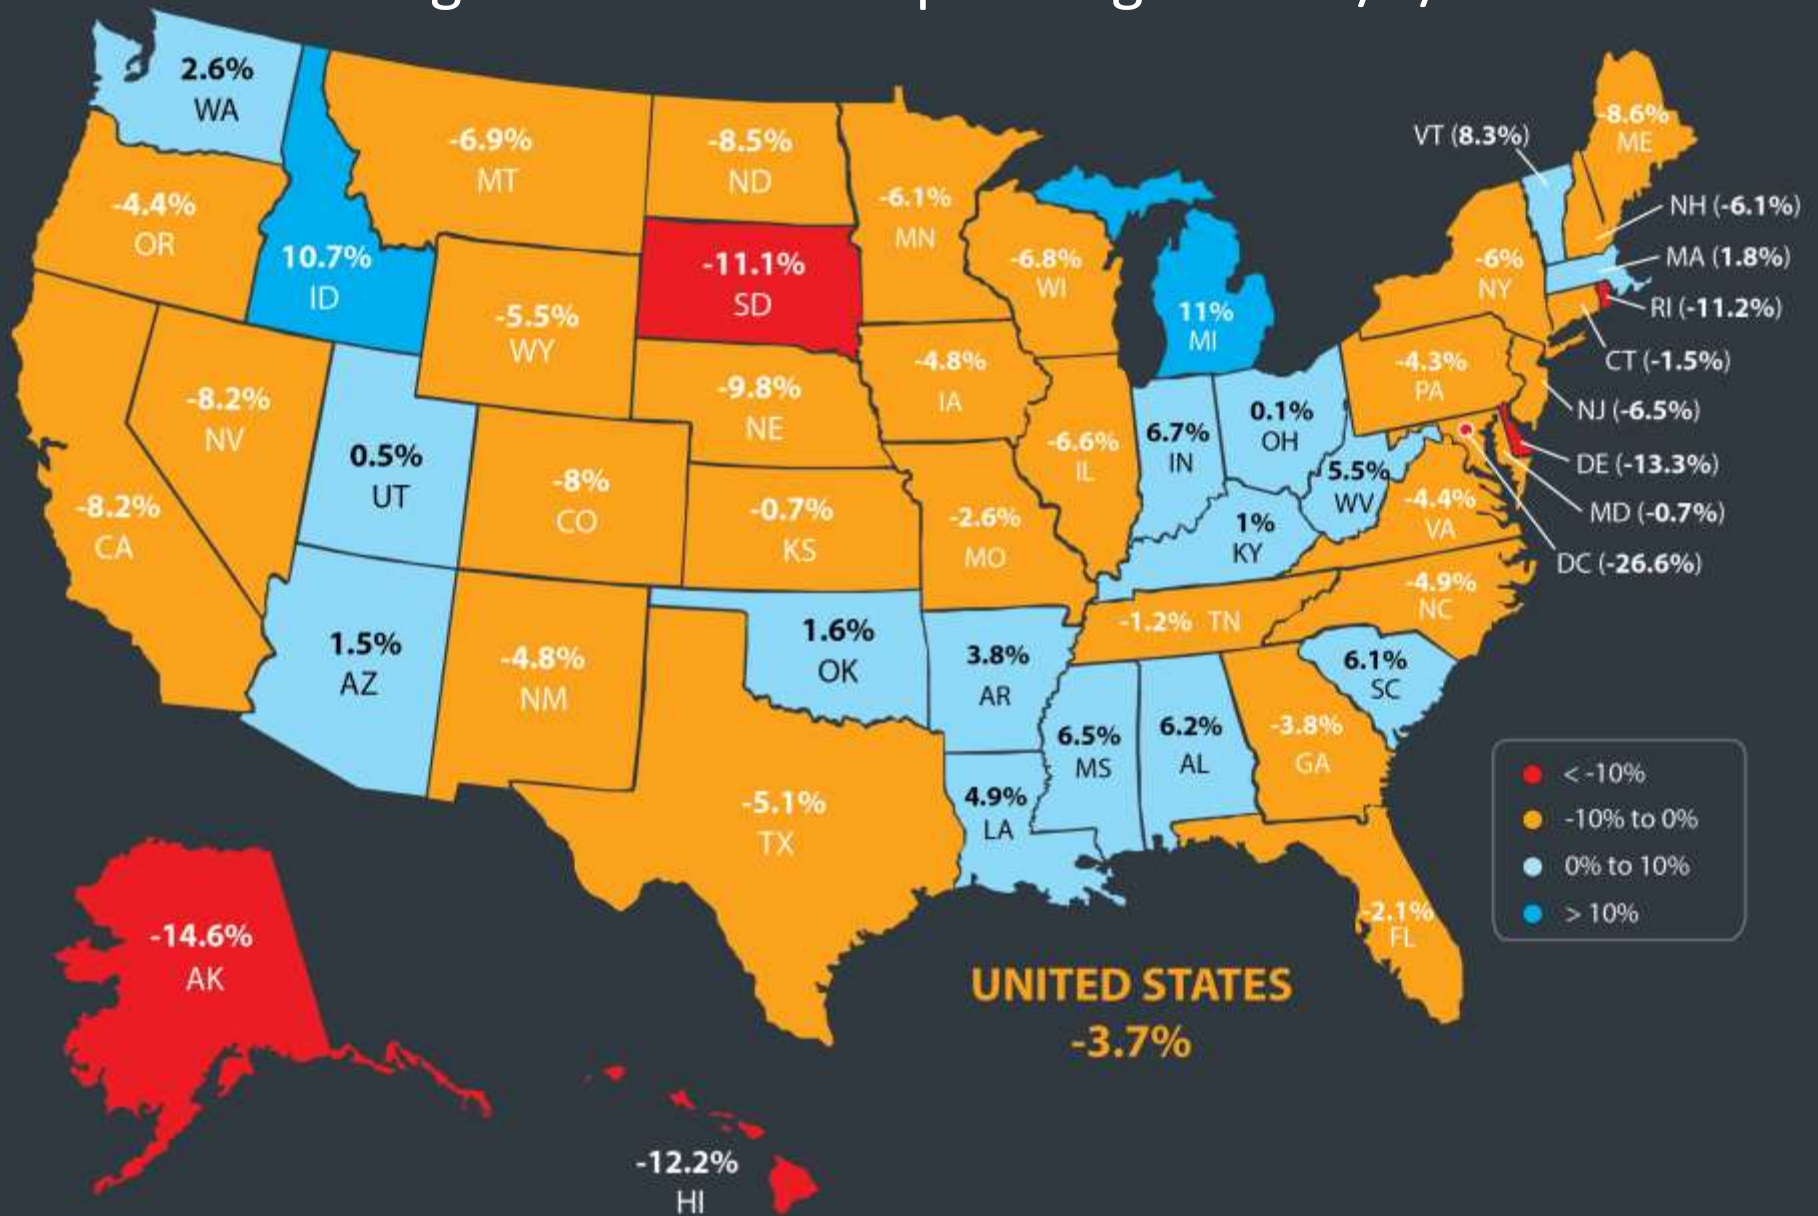 2.6%
WA
-6.9%
MT
-8.5%
ND
-8.6%
ME
VT (8.3%)
-4.4%
OR
-6.1%
MN
NH (-6.1%)
10.7%
ID
-11.1%
SD
-6.8%
WI
-6%
NY
MA (1.8%)
RI (-11.2%)
-5.5%
WY
11%
MI
-4.8%
IA
-4.3%
PA
CT (-1.5%)
-8.2%
NV
-9.8%
NE
NJ (-6.5%)
0.5%
UT
-6.6%
IL
6.7%
IN
0.1%
OH
5.5%
WV
DE (-13.3%)
-8.2%
CA
-8%
CO
-0.7%
KS
-2.6%
MO
1%
KY
-4.4%
VA
MD (-0.7%)
DC (-26.6%)
-4.9%
NC
-1.2% TN
1.5%
AZ
-4.8%
NM
1.6%
OK
3.8%
AR
6.1%
SC
6.5%
MS
6.2%
AL
-3.8%
GA
-5.1%
TX
4.9%
LA
< -10%
-10% to 0%
0% to 10%
> 10%
-2.1%
FL
-14.6%
AK
UNITED STATES
-3.7%
-12.2%
HI